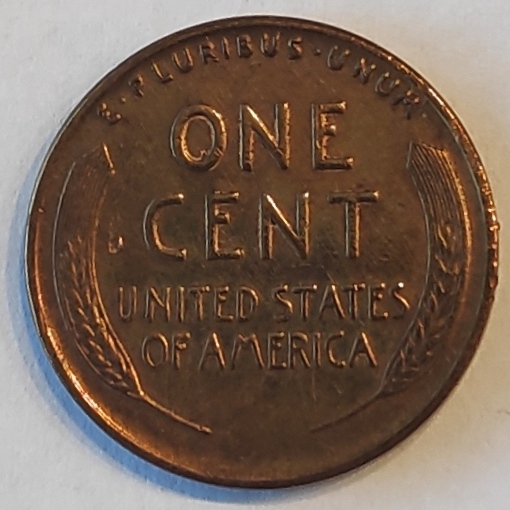 E·PLURIBUS·UNUM
ONE
CENT
UNITED STATES
OF AMERICA